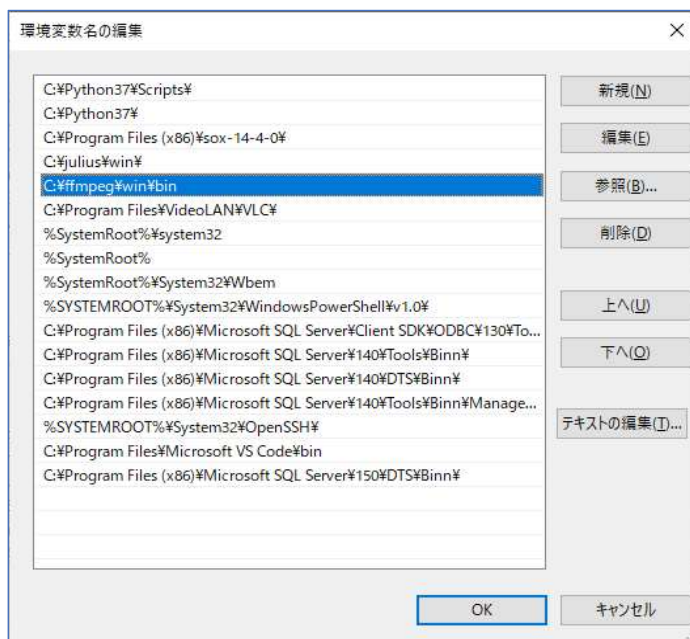 環境変数名の編集
C:¥Python37¥Scripts¥
C:¥Python37¥
C:¥Program Files (x86)¥sox-14-4-0¥
C:¥julius¥win¥
C:¥ffmpeg¥win¥bin
C:¥Program Files¥VideoLAN¥VLC¥
%SystemRoot%¥system32
%SystemRoot%
%SystemRoot%¥System32¥Wbem
%SYSTEMROOT%¥System32¥WindowsPowerShell¥v1.0¥
C:¥Program Files (x86)¥Microsoft SQL Server¥Client SDK¥ODBC¥130¥To...
C:¥Program Files (x86)¥Microsoft SQL Server¥140¥Tools¥Binn¥
C:¥Program Files (x86)¥Microsoft SQL Server¥140¥DTS¥Binn¥
C:¥Program Files (x86)¥Microsoft SQL Server¥140¥Tools¥Binn¥Manage...
%SYSTEMROOT%¥System32¥OpenSSH¥
C:¥Program Files¥Microsoft VS Code¥bin
C:¥Program Files (x86)¥Microsoft SQL Server¥150¥DTS¥Binn¥
新規(N)
編集(E)
参照(B)...
削除(D)
上へ(U)
下へ(O)
テキストの編集(T)...
OK
キャンセル